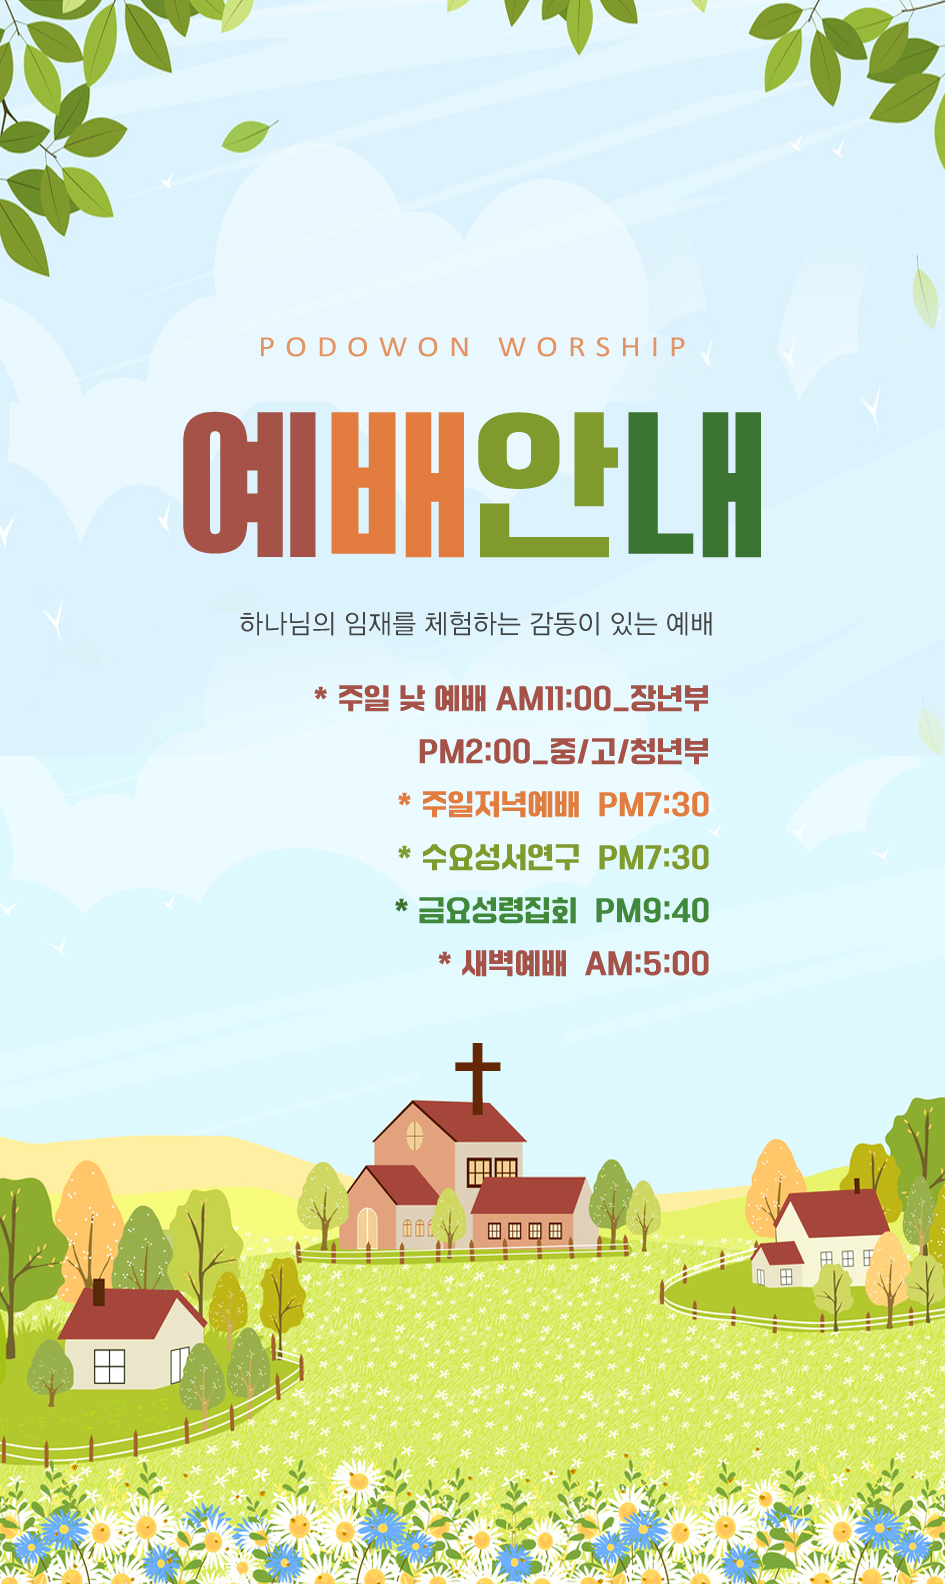 PODOWON WORSHIP
예배안내
하나님의 임재를 체험하는 감동이 있는 예배
* 주일 낮 예배 AM11:00_장년부
PM2:00_중/고/청년부
* 주일저녁예배 PM7:30
* 수요성서연구 PM7:30
* 금요성령집회 PM9:40
* 새벽예배 AM:5:00